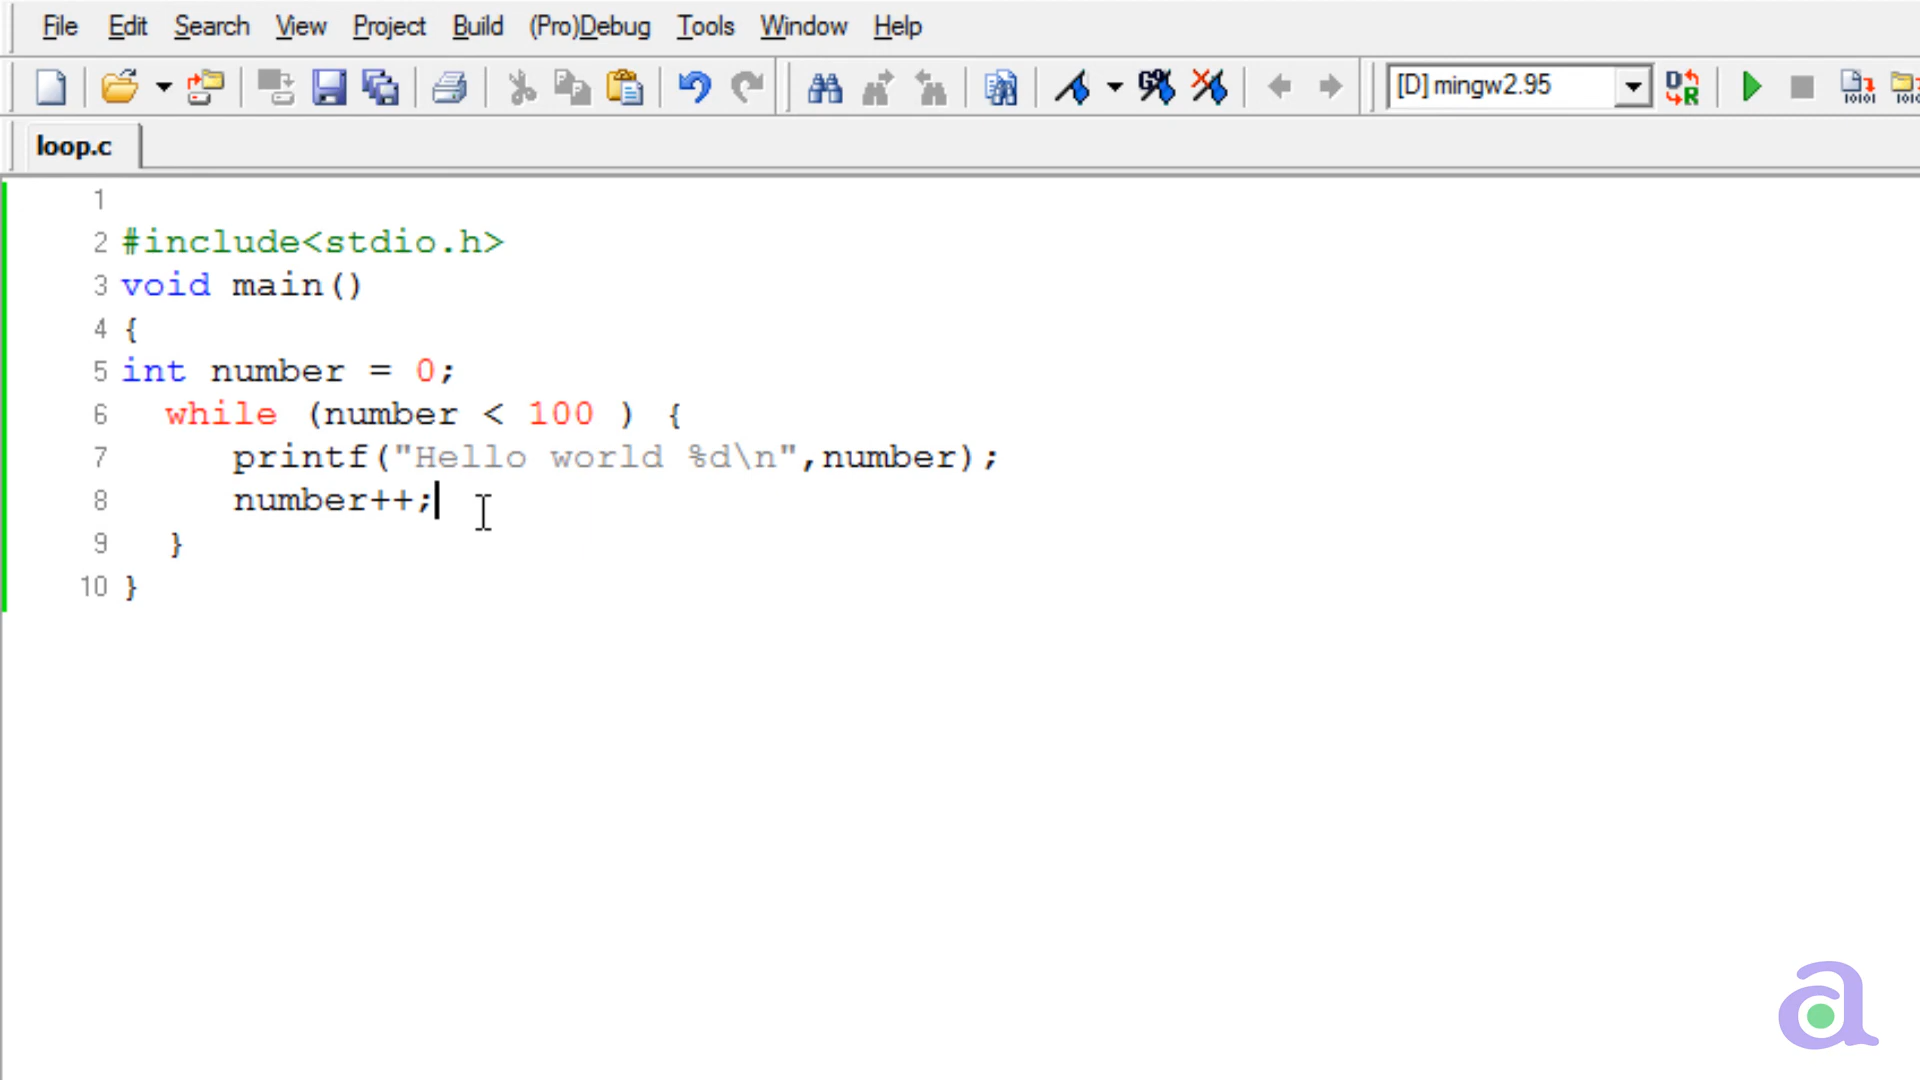 File Edit Search View Project Build (Pro)Debug Tools Window Help
[D] mingw2.95
loop.c
1
2 #include<stdio.h>
3 void main()
4 {
5 int number = 0;
6   while (number < 100 ) {
7      printf("Hello world %d\n",number);
8      number++;
9   }
10 }
a